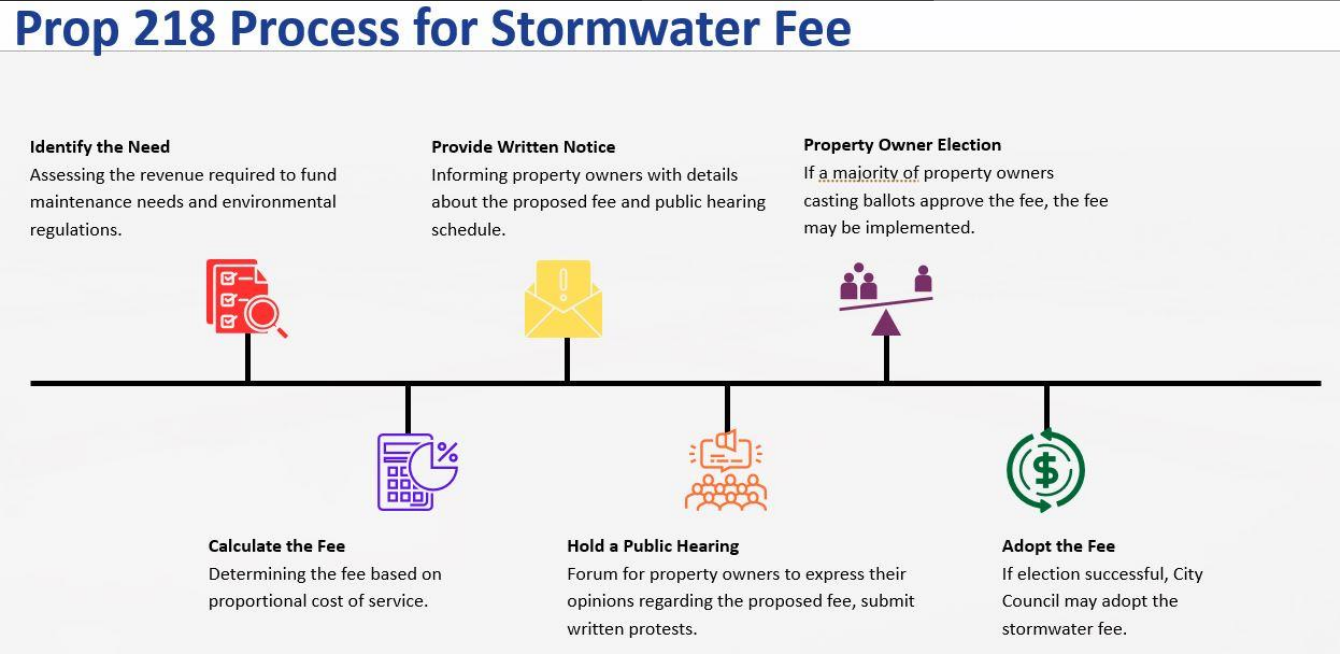 Prop 218 Process for Stormwater Fee
Identify the Need
Assessing the revenue required to fund
maintenance needs and environmental
regulations.
Provide Written Notice
Informing property owners with details
about the proposed fee and public hearing
schedule.
Property Owner Election
If a majority of property owners
casting ballots approve the fee, the fee
may be implemented.
%
$
Calculate the Fee
Determining the fee based on
proportional cost of service.
Hold a Public Hearing
Forum for property owners to express their
opinions regarding the proposed fee, submit
written protests.
Adopt the Fee
If election successful, City
Council may adopt the
stormwater fee.